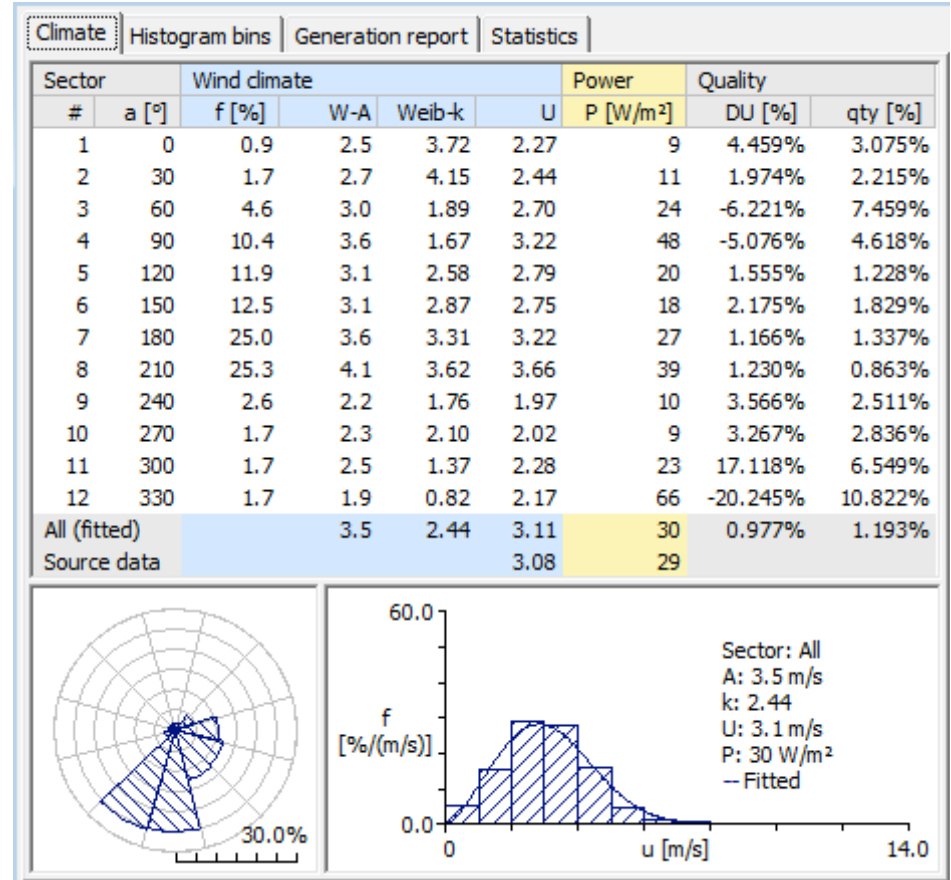 Climate Histogram bins Generation report Statistics
Sector Wind climate Power Quality
# a [º] f [%] W-A Weib-k U P [W/m²] DU [%] qty [%]
1 0 0.9 2.5 3.72 2.27 9 4.459% 3.075%
2 30 1.7 2.7 4.15 2.44 11 1.974% 2.215%
3 60 4.6 3.0 1.89 2.70 24 -6.221% 7.459%
4 90 10.4 3.6 1.67 3.22 48 -5.076% 4.618%
5 120 11.9 3.1 2.58 2.79 20 1.555% 1.228%
6 150 12.5 3.1 2.87 2.75 18 2.175% 1.829%
7 180 25.0 3.6 3.31 3.22 27 1.166% 1.337%
8 210 25.3 4.1 3.62 3.66 39 1.230% 0.863%
9 240 2.6 2.2 1.76 1.97 10 3.566% 2.511%
10 270 1.7 2.3 2.10 2.02 9 3.267% 2.836%
11 300 1.7 2.5 1.37 2.28 23 17.118% 6.549%
12 330 1.7 1.9 0.82 2.17 66 -20.245% 10.822%
All (fitted) 3.5 2.44 3.11 30 0.977% 1.193%
Source data 3.08 29
30.0%
60.0
f
[%/(m/s)]
0.0
0 u [m/s] 14.0
Sector: All
A: 3.5 m/s
k: 2.44
U: 3.1 m/s
P: 30 W/m²
-- Fitted